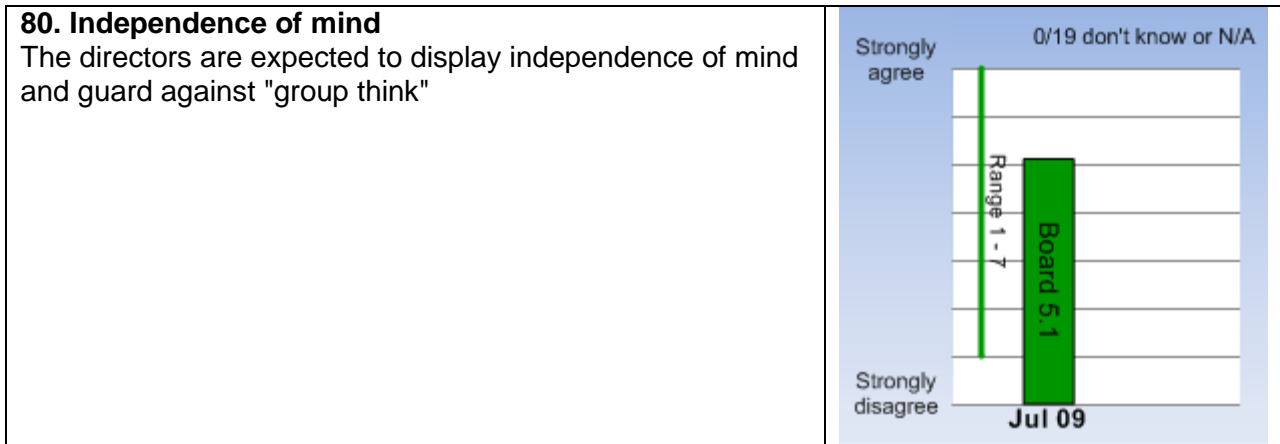 80. Independence of mind
The directors are expected to display independence of mind
and guard against "group think"
0/19 don't know or N/A
Strongly
agree
Range 1 - 7
Board 5.1
Strongly
disagree
Jul 09